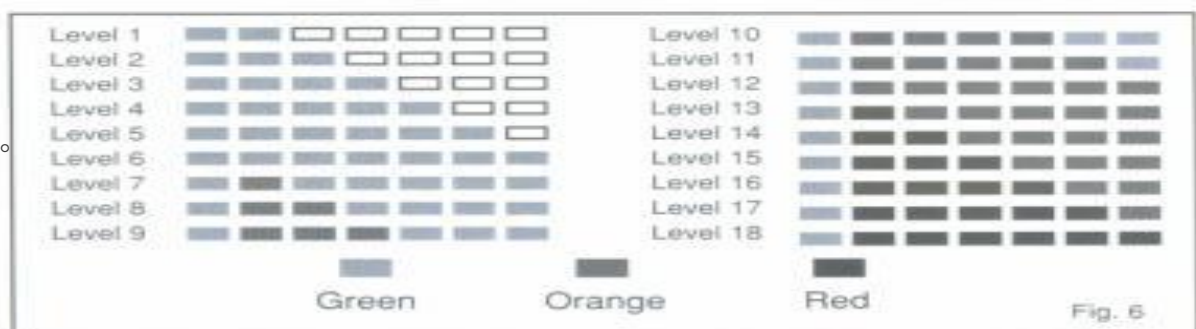 Level 1
Level 2
Level 3
Level 4
Level 5
Level 6
Level 7
Level 8
Level 9
Level 10
Level 11
Level 12
Level 13
Level 14
Level 15
Level 16
Level 17
Level 18
Green Orange Red
Fig. 6